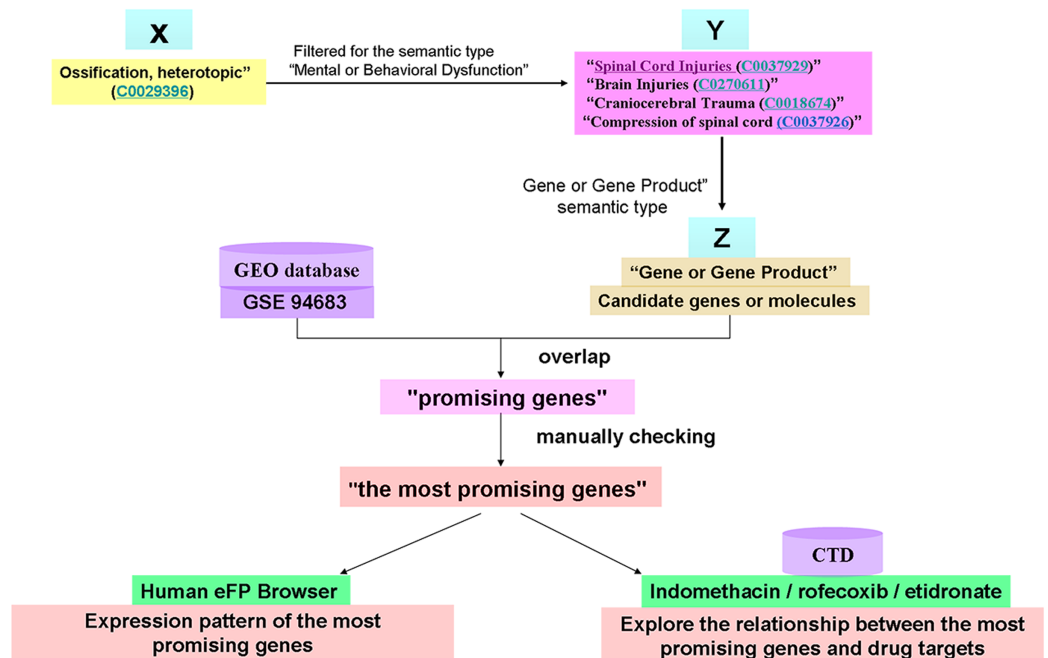 X
Ossification, heterotopic”
(C0029396)
Filtered for the semantic type
“Mental or Behavioral Dysfunction”
Y
“Spinal Cord Injuries (C0037929)”
“Brain Injuries (C0270611)”
“Craniocerebral Trauma (C0018674)”
“Compression of spinal cord (C0037926)”
Gene or Gene Product”
semantic type
Z
“Gene or Gene Product”
Candidate genes or molecules
GEO database
GSE 94683
overlap
"promising genes"
manually checking
"the most promising genes"
Human eFP Browser
Expression pattern of the most
promising genes
CTD
Indomethacin / rofecoxib / etidronate
Explore the relationship between the most
promising genes and drug targets